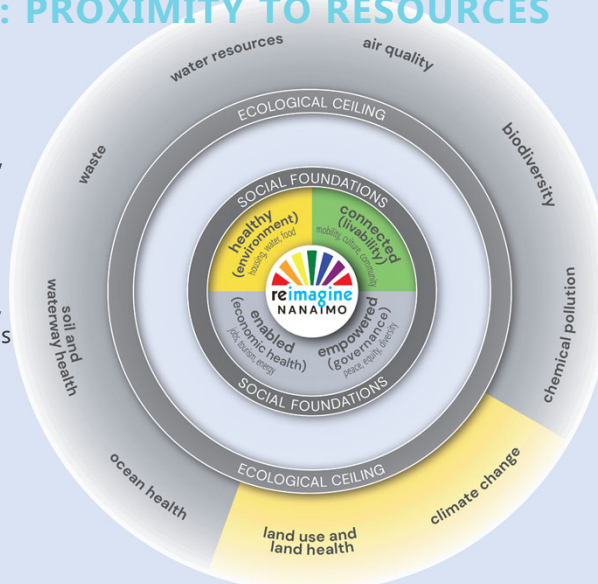 : PROXIMITY TO RESOURCES
water resources
air quality
waste
biodiversity
ECOLOGICAL CEILING
SOCIAL FOUNDATIONS
healthy
(environment)
housing, water, food
connected
(livability)
mobility, culture, community
reimagine
NANAIMO
enabled
(economic health)
jobs, tourism, energy
empowered
(governance)
peace, equity, diversity
SOCIAL FOUNDATIONS
ECOLOGICAL CEILING
soil and
waterway health
s
chemical pollution
ocean health
land use and
land health
climate change